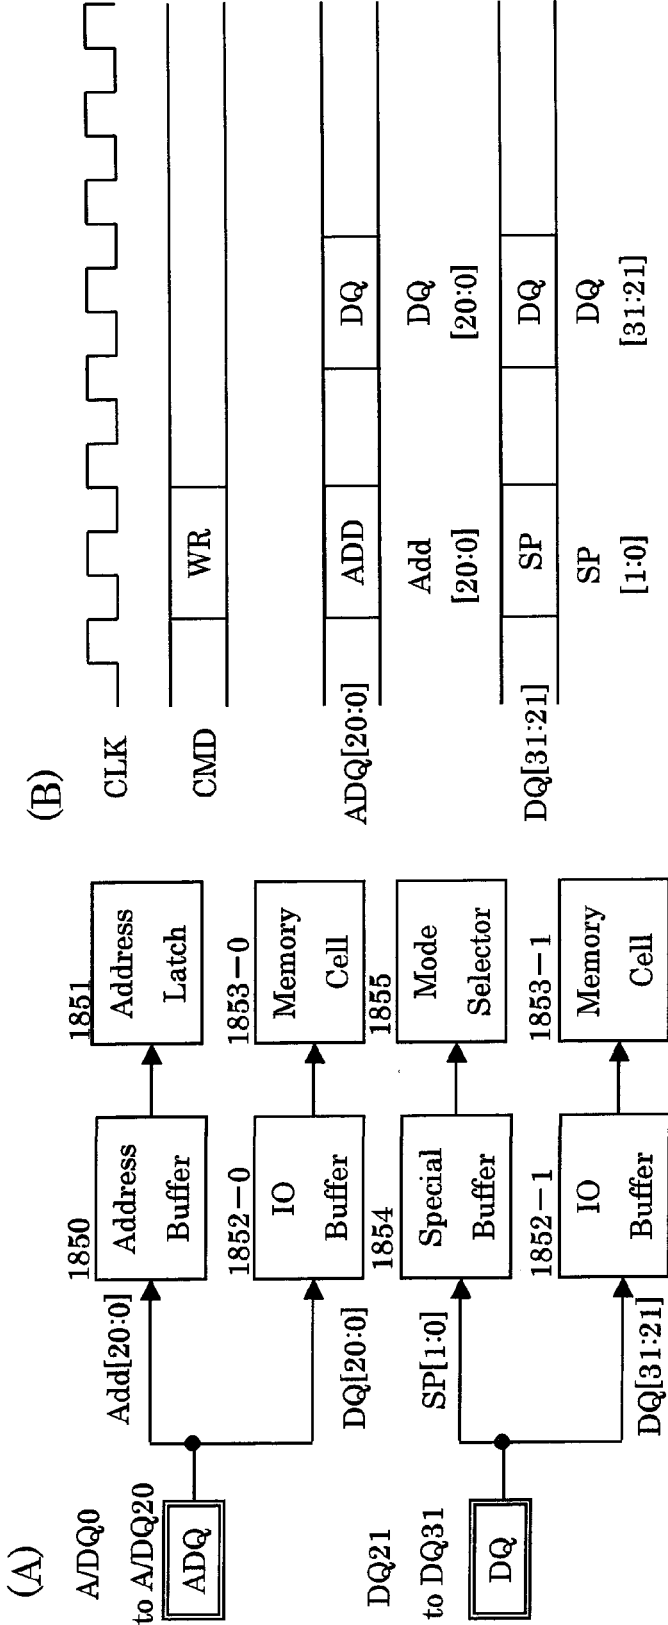 (A)
A/DQ0
to A/DQ20
ADQ
Add[20:0]
DQ[20:0]
1850
Address
Buffer
1851
Address
Latch
1852-0
IO
Buffer
1853-0
Memory
Cell
DQ21
to DQ31
DQ
SP[1:0]
DQ[31:21]
1854
Special
Buffer
1855
Mode
Selector
1852-1
IO
Buffer
1853-1
Memory
Cell
(B)
CLK
CMD
WR
ADQ[20:0]
ADD
DQ
Add
[20:0]
DQ
[20:0]
DQ[31:21]
SP
DQ
SP
[1:0]
DQ
[31:21]